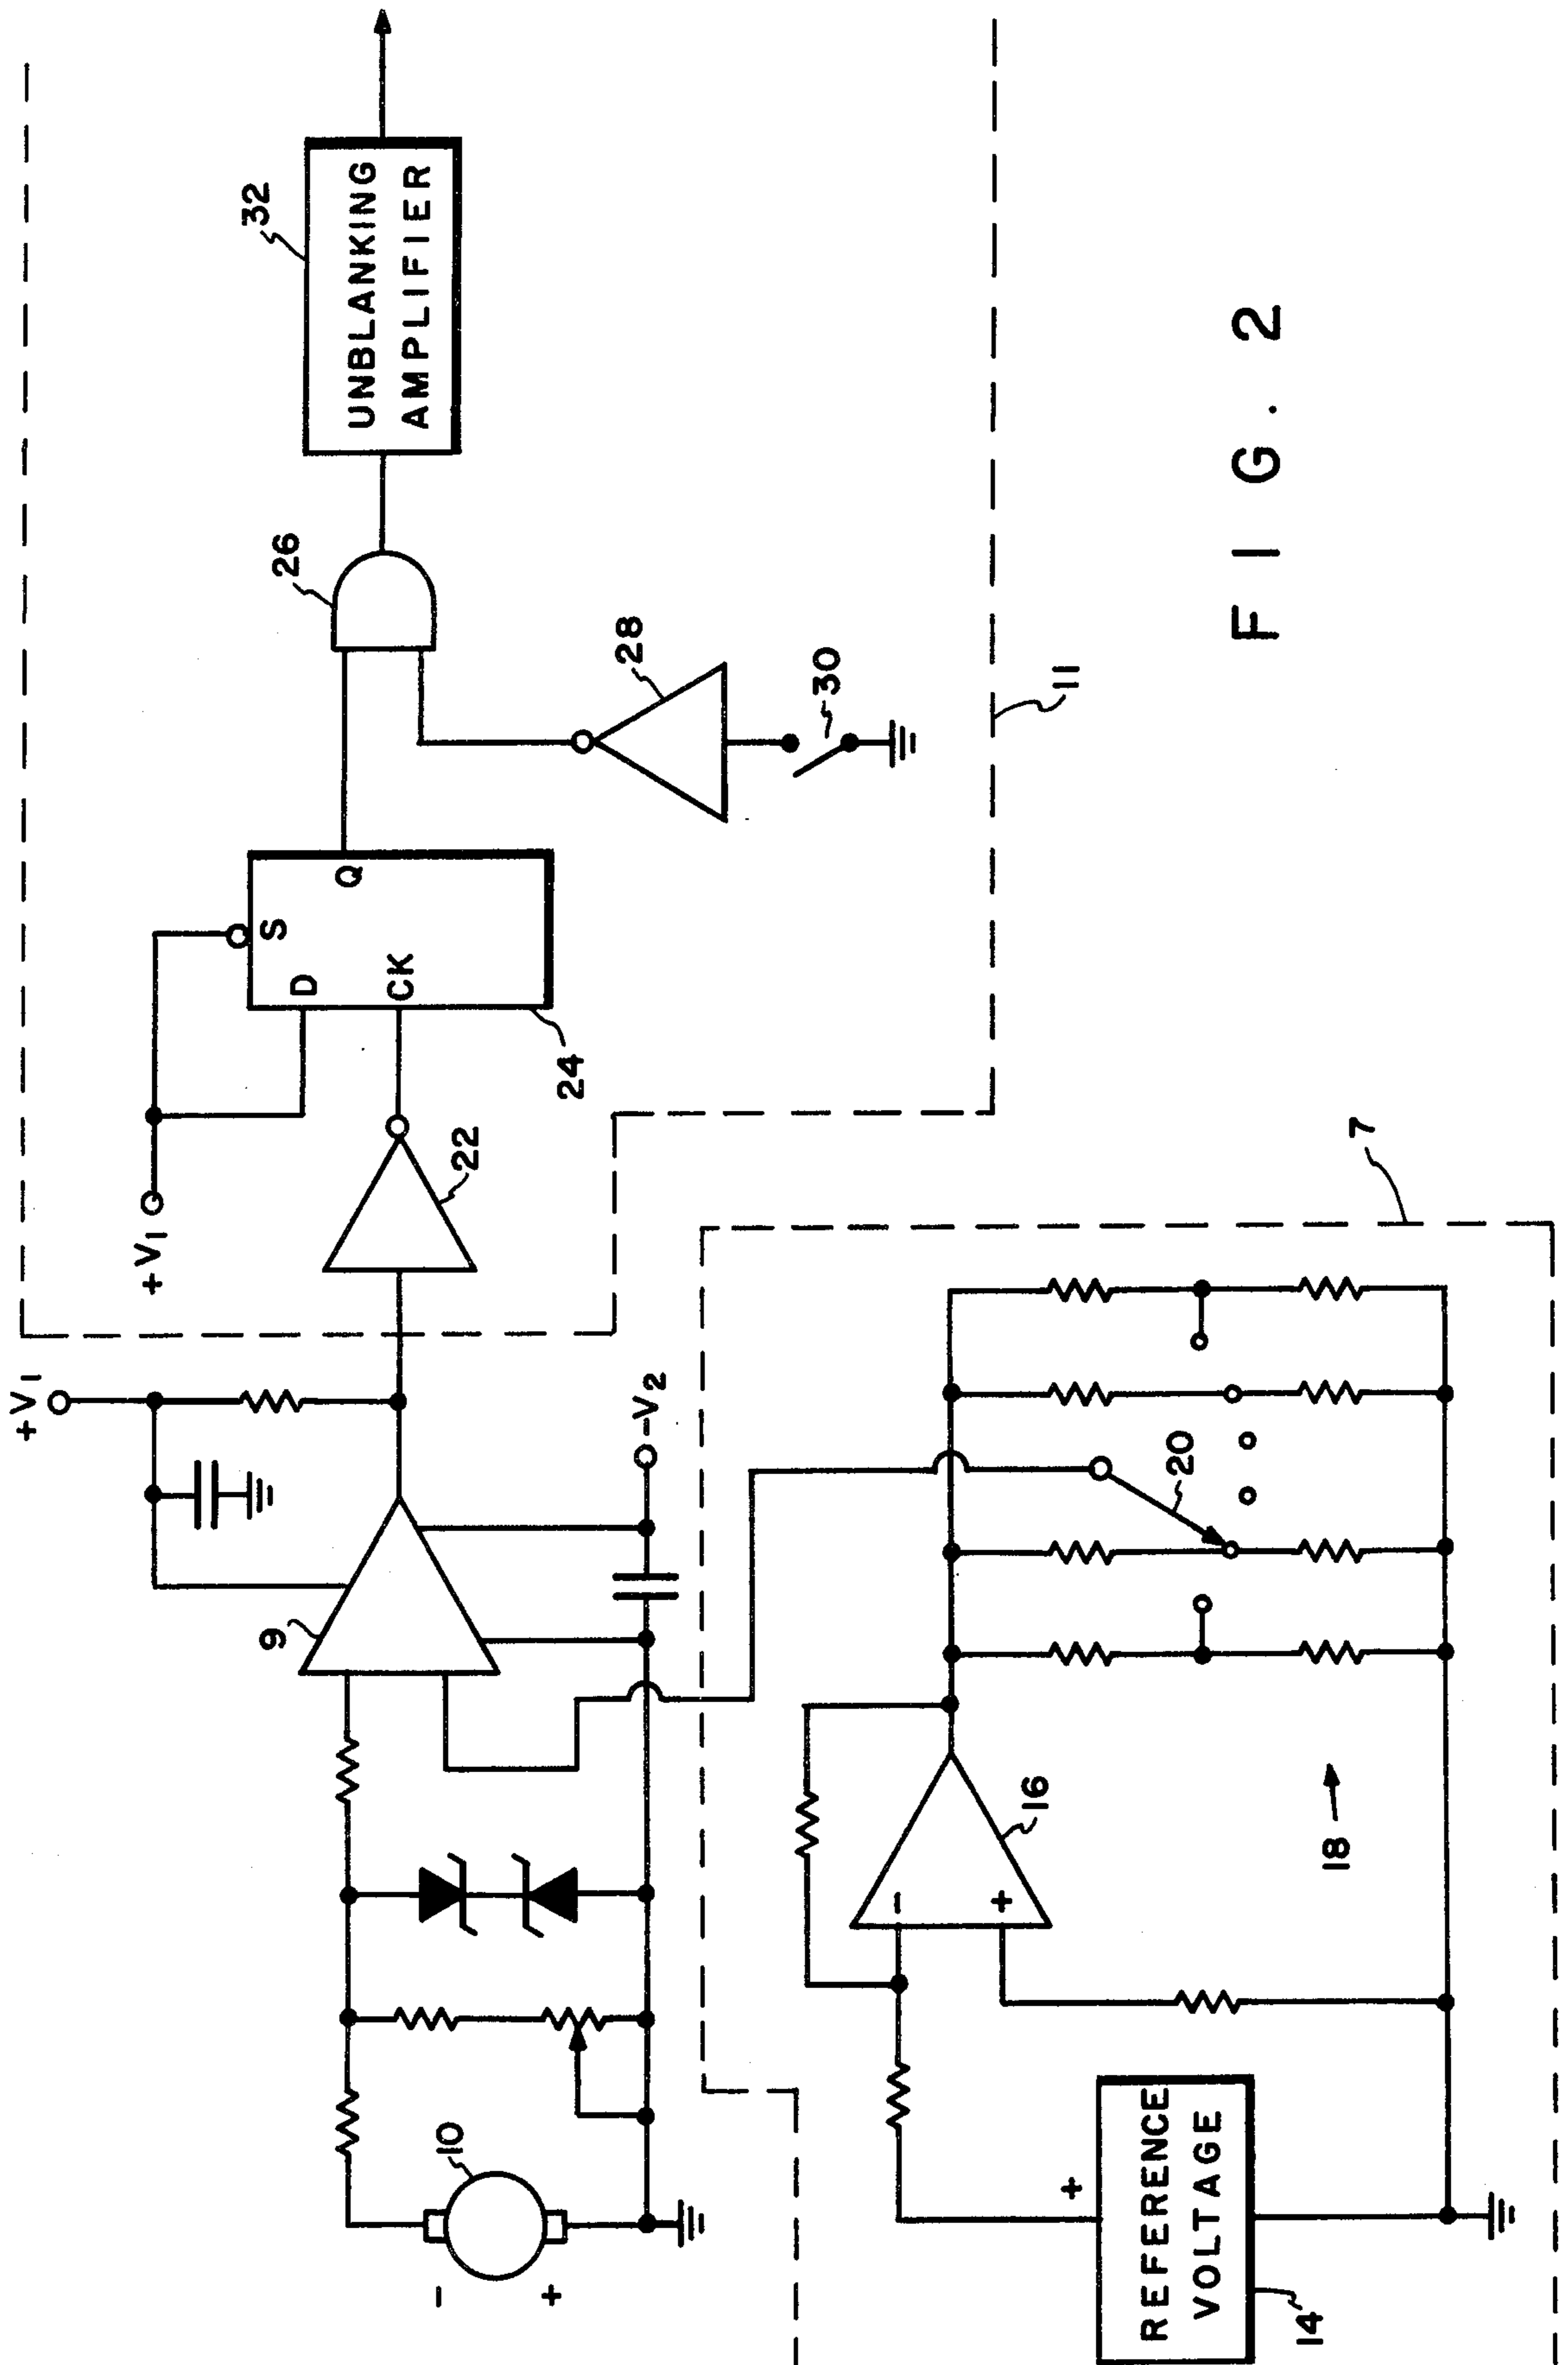 +V1
+V1
32
UNBLANKING
AMPLIFIER
26
9
22
D
S
Q
CK
24
28
30
11
10
-
+
-V2
7
-
+
16
20
18
+
REFERENCE
VOLTAGE
14
FIG. 2